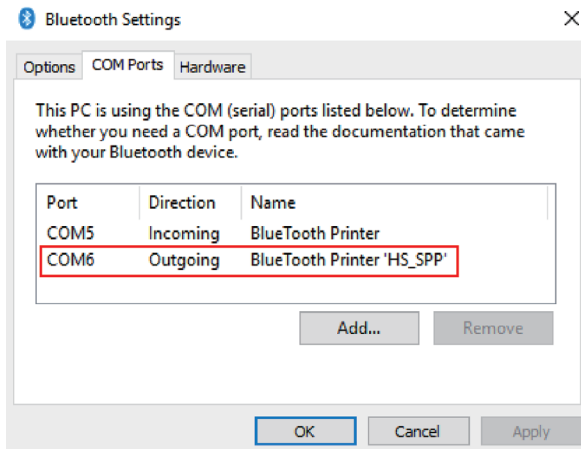 Bluetooth Settings
Options COM Ports Hardware
This PC is using the COM (serial) ports listed below. To determine
whether you need a COM port, read the documentation that came
with your Bluetooth device.
Port Direction Name
COM5 Incoming BlueTooth Printer
COM6 Outgoing BlueTooth Printer 'HS_SPP'
Add... Remove
OK Cancel Apply